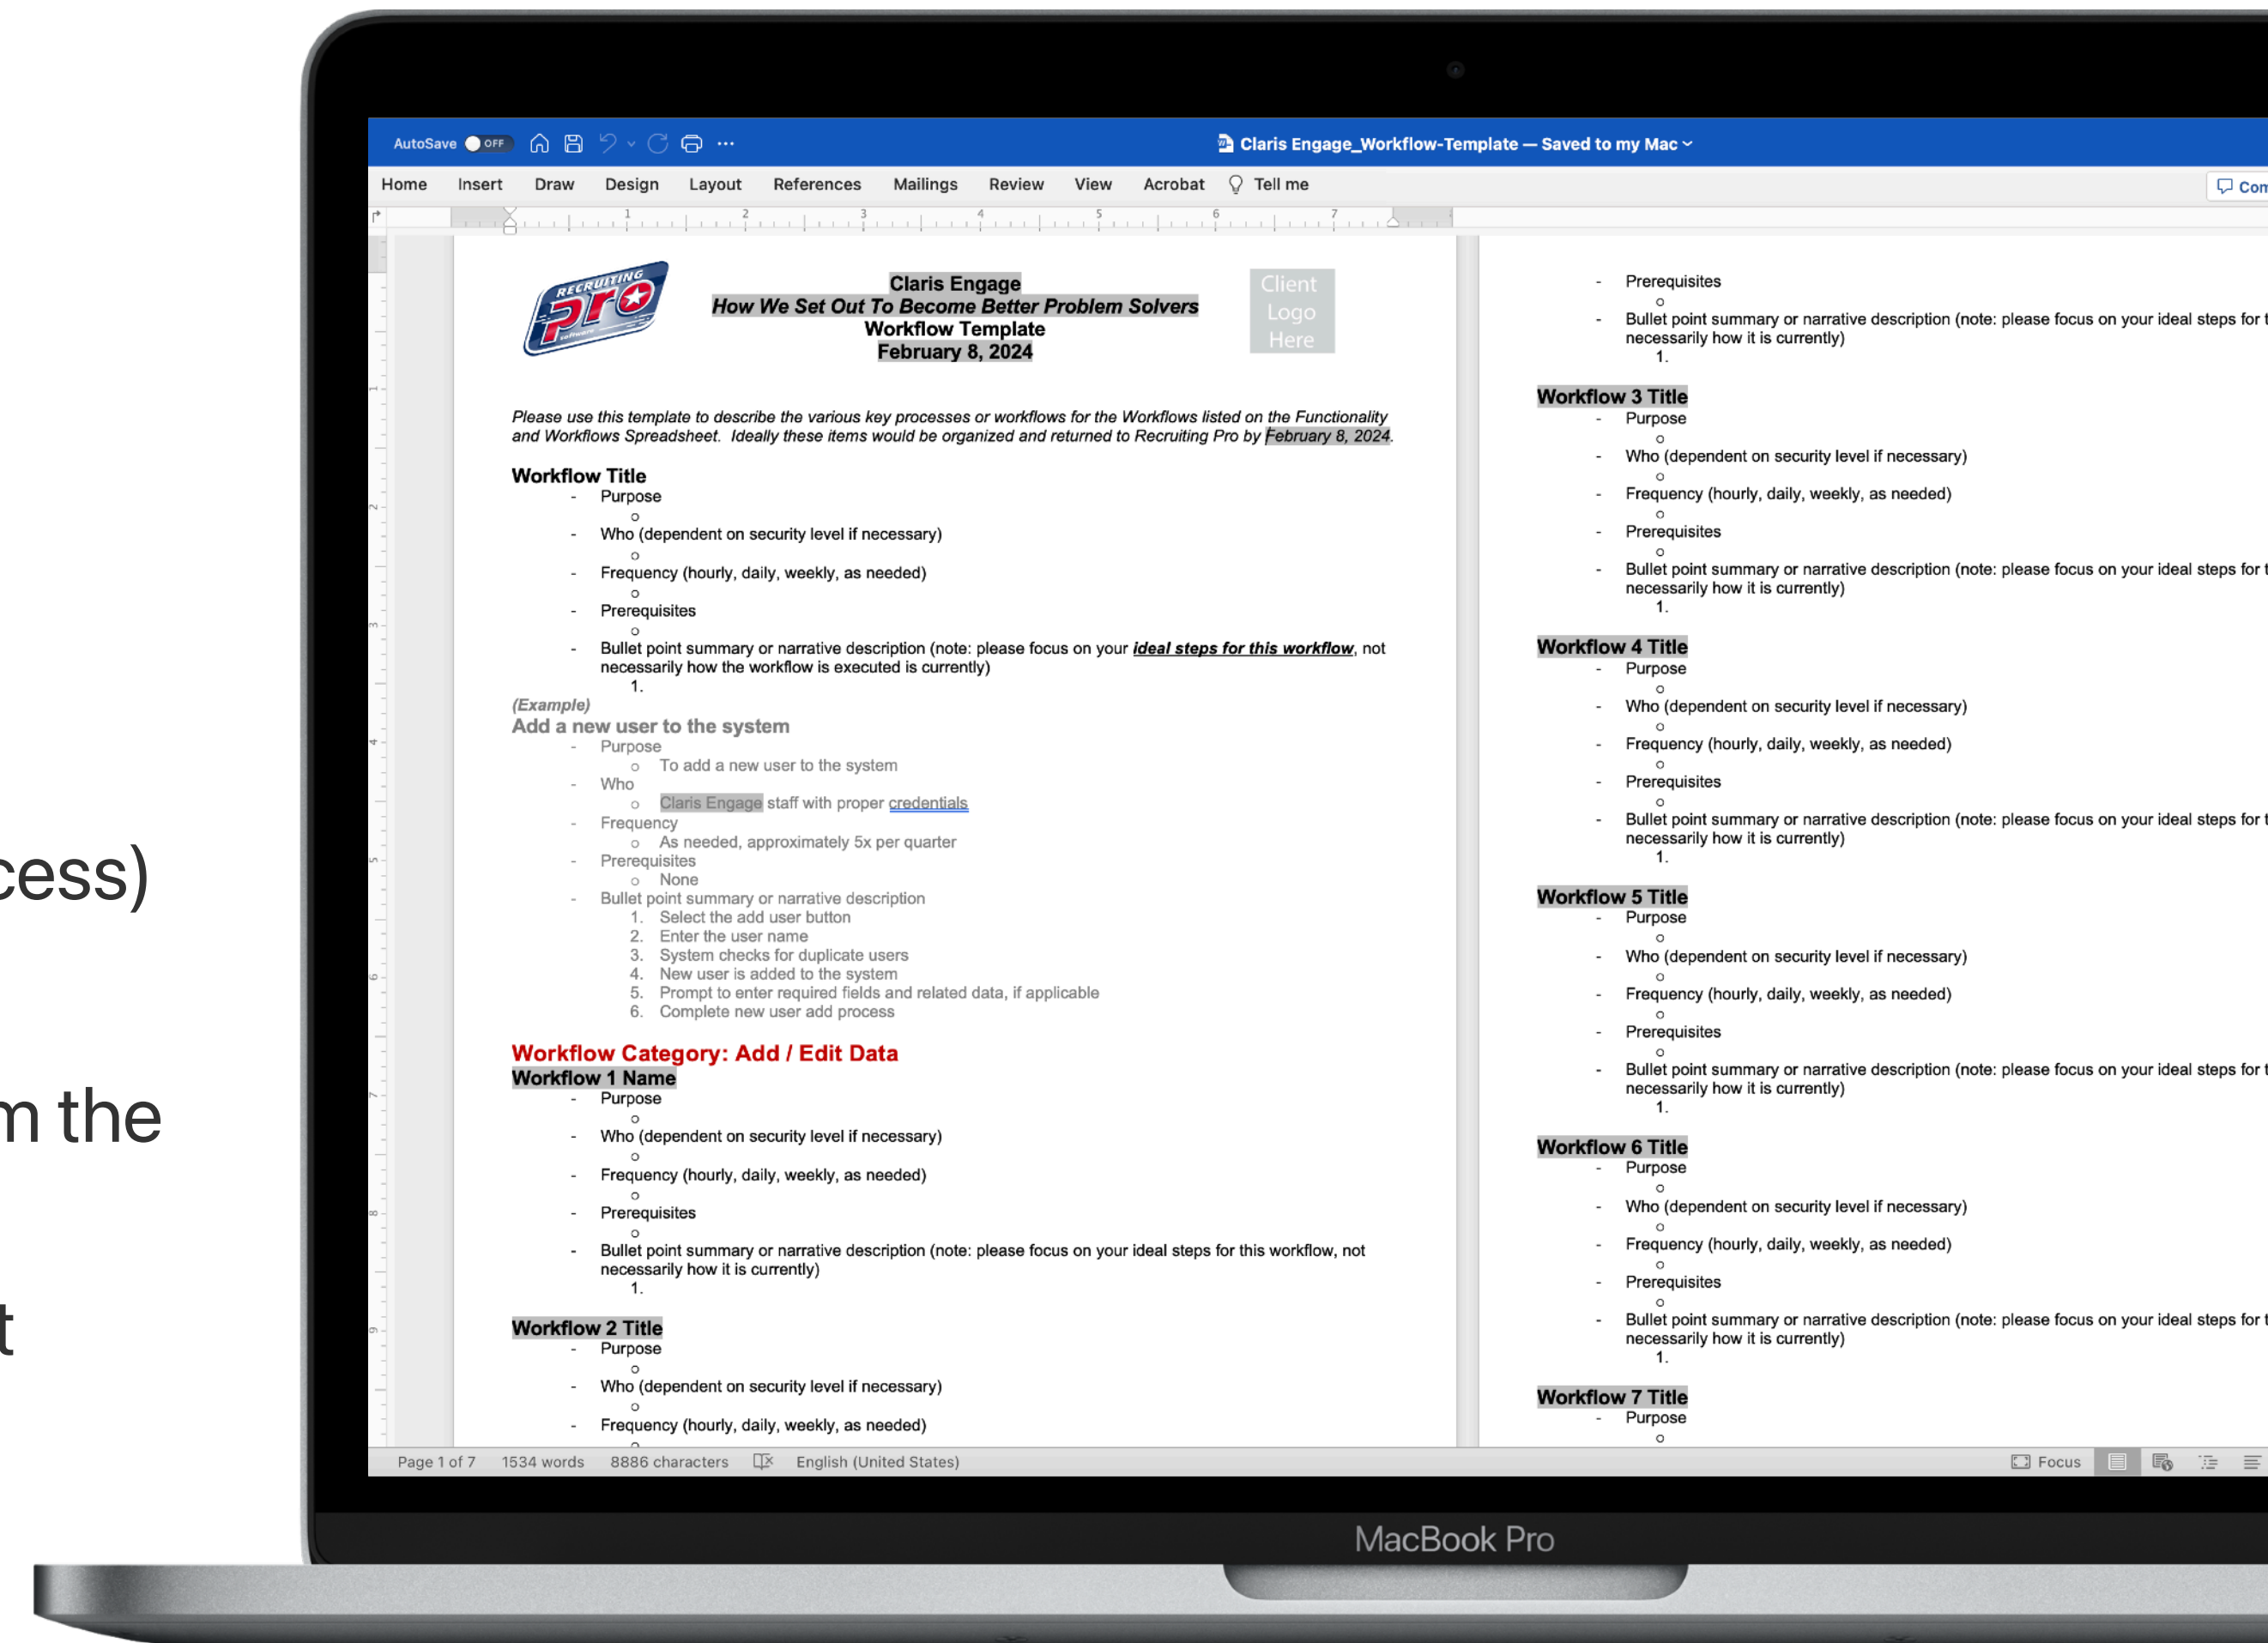 cess)
m the
t
AutoSave OFF
Claris Engage_Workflow-Template — Saved to my Mac
Home Insert Draw Design Layout References Mailings Review View Acrobat Tell me
Com
1 2 3 4 5 6 7
RECRUITING
pro
software
Claris Engage
How We Set Out To Become Better Problem Solvers
Workflow Template
February 8, 2024
Client
Logo
Here
Please use this template to describe the various key processes or workflows for the Workflows listed on the Functionality
and Workflows Spreadsheet. Ideally these items would be organized and returned to Recruiting Pro by February 8, 2024.
Workflow Title
- Purpose
o
- Who (dependent on security level if necessary)
o
- Frequency (hourly, daily, weekly, as needed)
o
- Prerequisites
o
- Bullet point summary or narrative description (note: please focus on your ideal steps for this workflow, not
necessarily how the workflow is executed is currently)
1.
(Example)
Add a new user to the system
- Purpose
o To add a new user to the system
- Who
o Claris Engage staff with proper credentials
- Frequency
o As needed, approximately 5x per quarter
- Prerequisites
o None
- Bullet point summary or narrative description
1. Select the add user button
2. Enter the user name
3. System checks for duplicate users
4. New user is added to the system
5. Prompt to enter required fields and related data, if applicable
6. Complete new user add process
Workflow Category: Add / Edit Data
Workflow 1 Name
- Purpose
o
- Who (dependent on security level if necessary)
o
- Frequency (hourly, daily, weekly, as needed)
o
- Prerequisites
o
- Bullet point summary or narrative description (note: please focus on your ideal steps for this workflow, not
necessarily how it is currently)
1.
Workflow 2 Title
- Purpose
o
- Who (dependent on security level if necessary)
o
- Frequency (hourly, daily, weekly, as needed)
o
- Prerequisites
o
- Bullet point summary or narrative description (note: please focus on your ideal steps for t
necessarily how it is currently)
1.
Workflow 3 Title
- Purpose
o
- Who (dependent on security level if necessary)
o
- Frequency (hourly, daily, weekly, as needed)
o
- Prerequisites
o
- Bullet point summary or narrative description (note: please focus on your ideal steps for t
necessarily how it is currently)
1.
Workflow 4 Title
- Purpose
o
- Who (dependent on security level if necessary)
o
- Frequency (hourly, daily, weekly, as needed)
o
- Prerequisites
o
- Bullet point summary or narrative description (note: please focus on your ideal steps for t
necessarily how it is currently)
1.
Workflow 5 Title
- Purpose
o
- Who (dependent on security level if necessary)
o
- Frequency (hourly, daily, weekly, as needed)
o
- Prerequisites
o
- Bullet point summary or narrative description (note: please focus on your ideal steps for t
necessarily how it is currently)
1.
Workflow 6 Title
- Purpose
o
- Who (dependent on security level if necessary)
o
- Frequency (hourly, daily, weekly, as needed)
o
- Prerequisites
o
- Bullet point summary or narrative description (note: please focus on your ideal steps for t
necessarily how it is currently)
1.
Workflow 7 Title
- Purpose
o
Page 1 of 7 1534 words 8886 characters English (United States)
Focus
MacBook Pro